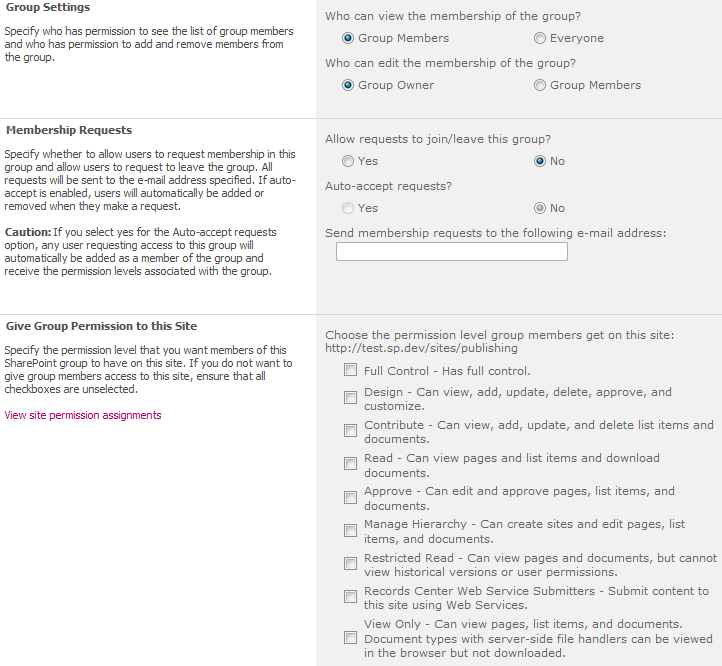 Group Settings
Specify who has permission to see the list of group members
and who has permission to add and remove members from
the group.
Who can view the membership of the group?
Group Members
Everyone
Who can edit the membership of the group?
Group Owner
Group Members
Membership Requests
Specify whether to allow users to request membership in this
group and allow users to request to leave the group. All
requests will be sent to the e-mail address specified. If auto-
accept is enabled, users will automatically be added or
removed when they make a request.
Caution: If you select yes for the Auto-accept requests
option, any user requesting access to this group will
automatically be added as a member of the group and
receive the permission levels associated with the group.
Allow requests to join/leave this group?
Yes
No
Auto-accept requests?
Yes
No
Send membership requests to the following e-mail address:
Give Group Permission to this Site
Specify the permission level that you want members of this
SharePoint group to have on this site. If you do not want to
give group members access to this site, ensure that all
checkboxes are unselected.
View site permission assignments
Choose the permission level group members get on this site:
http://test.sp.dev/sites/publishing
Full Control - Has full control.
Design - Can view, add, update, delete, approve, and
customize.
Contribute - Can view, add, update, and delete list items and
documents.
Read - Can view pages and list items and download
documents.
Approve - Can edit and approve pages, list items, and
documents.
Manage Hierarchy - Can create sites and edit pages, list
items, and documents.
Restricted Read - Can view pages and documents, but cannot
view historical versions or user permissions.
Records Center Web Service Submitters - Submit content to
this site using Web Services.
View Only - Can view pages, list items, and documents.
Document types with server-side file handlers can be viewed
in the browser but not downloaded.